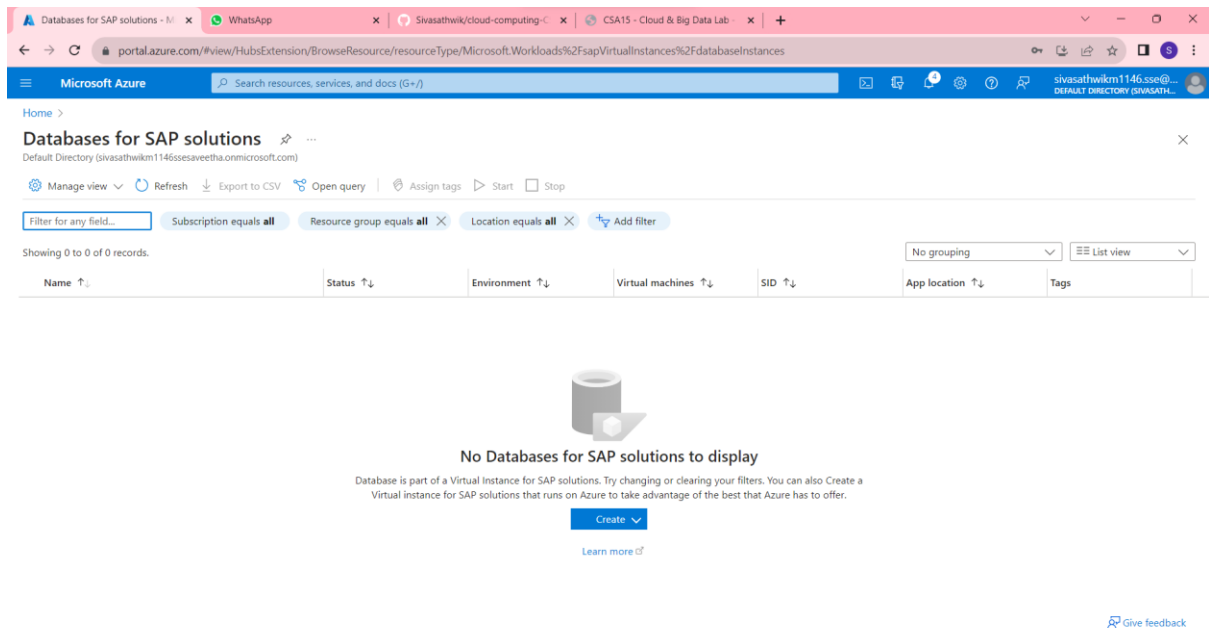 Databases for SAP solutions - M
WhatsApp
Sivasathwik/cloud-computing-C
CSA15 - Cloud & Big Data Lab -
portal.azure.com/#view/HubsExtension/BrowseResource/resourceType/Microsoft.Workloads%2FsapVirtualInstances%2FdatabaseInstances
S
Microsoft Azure
Search resources, services, and docs (G+/)
4
sivasathwikm1146.sse@...
DEFAULT DIRECTORY (SIVASATH...
Home >
Databases for SAP solutions ...
Default Directory (sivasathwikm1146ssesaveetha.onmicrosoft.com)
Manage view Refresh Export to CSV Open query Assign tags Start Stop
Filter for any field... Subscription equals all Resource group equals all Location equals all Add filter
Showing 0 to 0 of 0 records. No grouping List view
Name Status Environment Virtual machines SID App location Tags
No Databases for SAP solutions to display
Database is part of a Virtual Instance for SAP solutions. Try changing or clearing your filters. You can also Create a
Virtual instance for SAP solutions that runs on Azure to take advantage of the best that Azure has to offer.
Create
Learn more
Give feedback